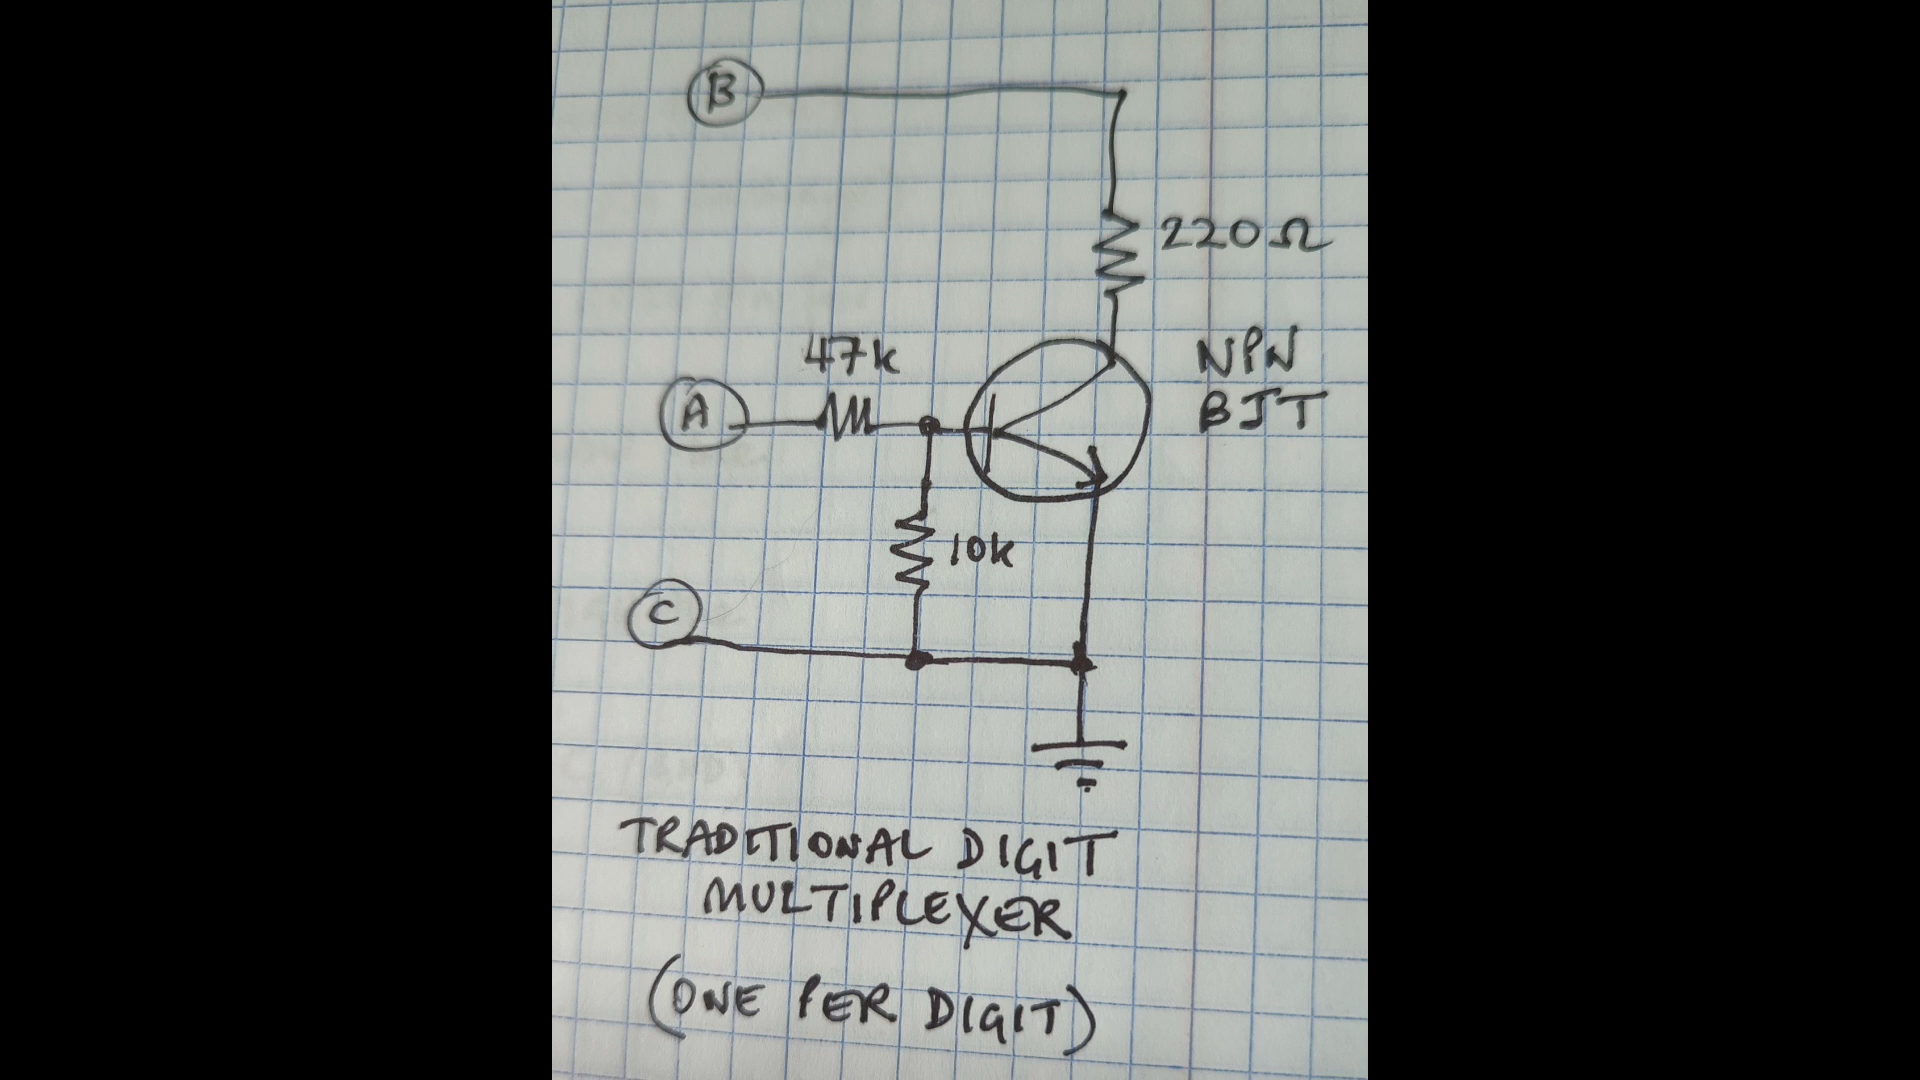 B
220Ω
47k
NPN
A
BJT
10k
C
TRADITIONAL DIGIT
MULTIPLEXER
(ONE PER DIGIT)